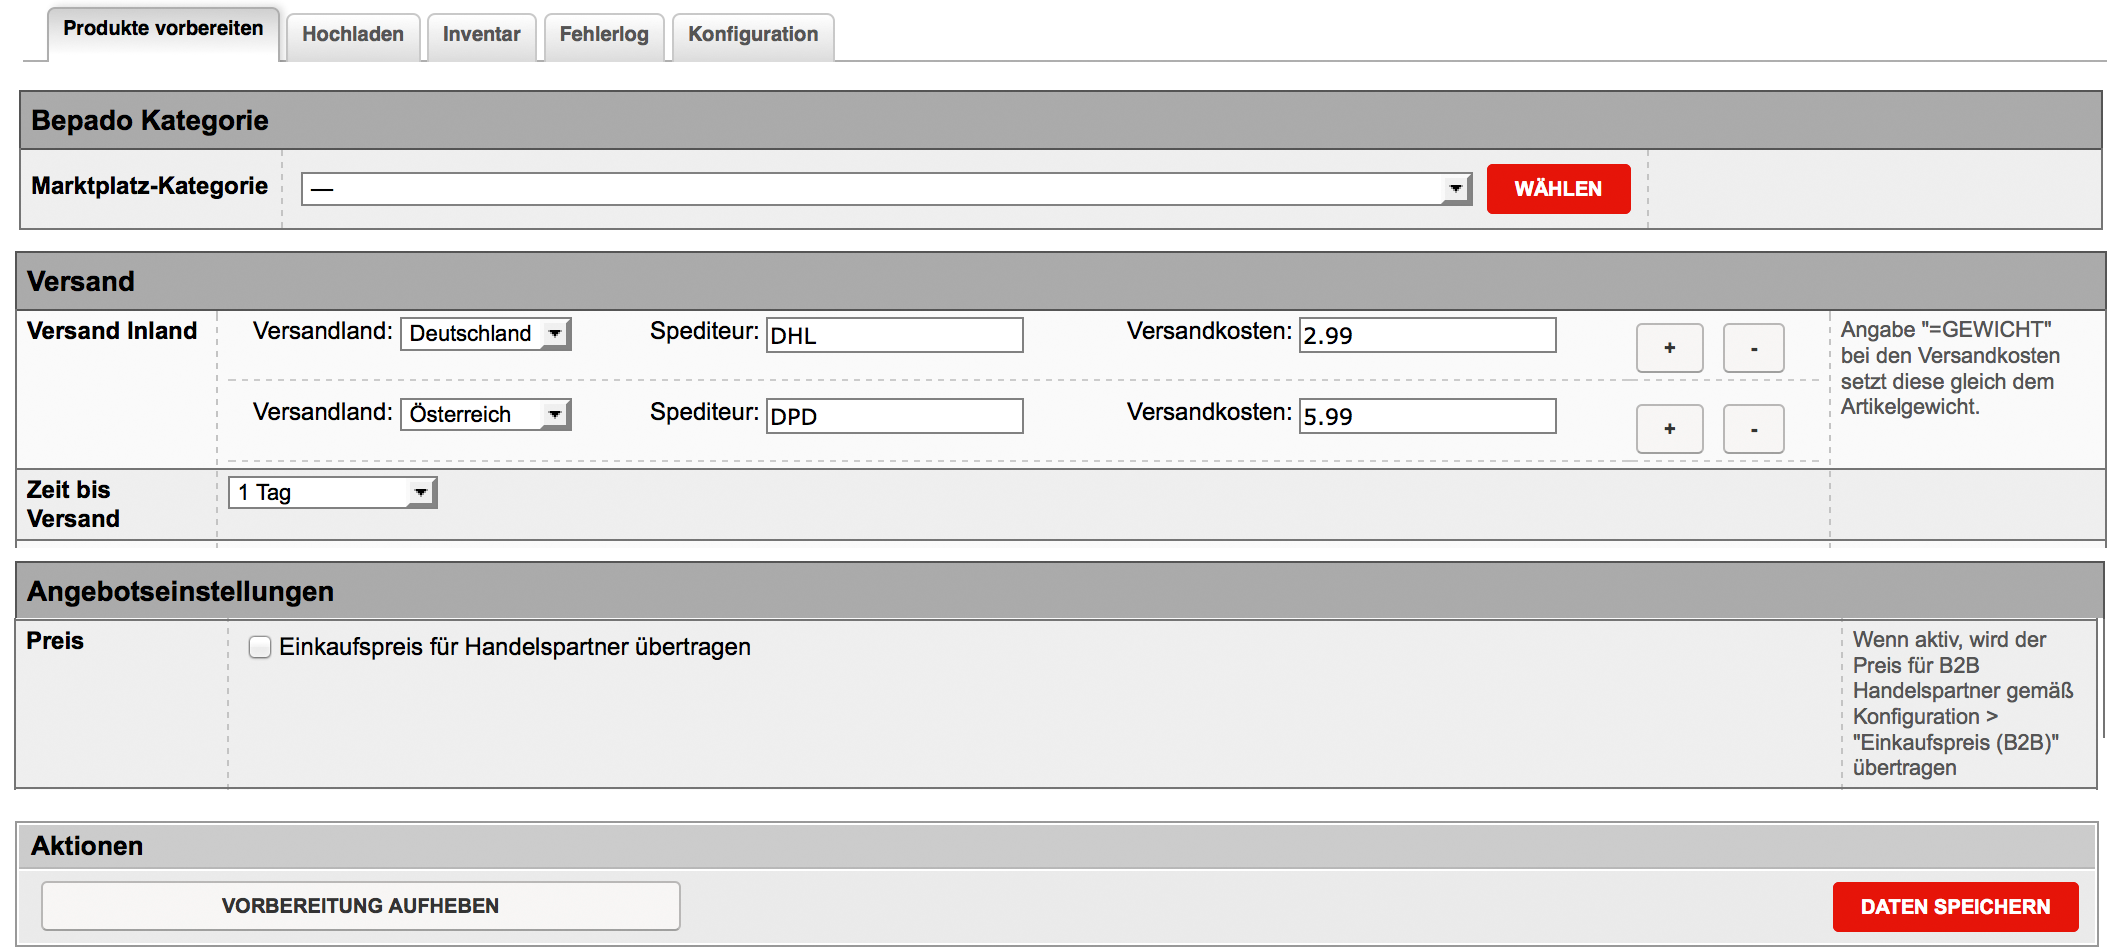 Produkte vorbereiten Hochladen Inventar Fehlerlog Konfiguration
Bepado Kategorie
Marktplatz-Kategorie — WÄHLEN
Versand
Versand Inland Versandland: Deutschland Spediteur: DHL Versandkosten: 2.99 + -
Versandland: Österreich Spediteur: DPD Versandkosten: 5.99 + -
Angabe "=GEWICHT"
bei den Versandkosten
setzt diese gleich dem
Artikelgewicht.
Zeit bis
Versand
1 Tag
Angebotseinstellungen
Preis Einkaufspreis für Handelspartner übertragen
Wenn aktiv, wird der
Preis für B2B
Handelspartner gemäß
Konfiguration >
"Einkaufspreis (B2B)"
übertragen
Aktionen
VORBEREITUNG AUFHEBEN DATEN SPEICHERN